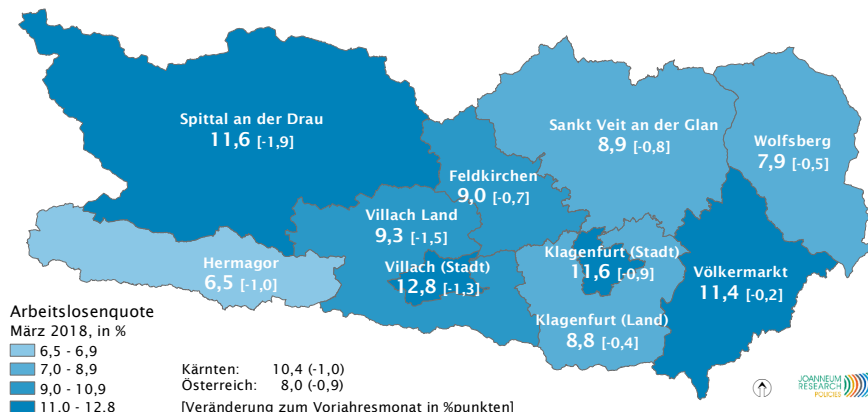 Spittal an der Drau
11,6 [-1,9]
Sankt Veit an der Glan
8,9 [-0,8]
Wolfsberg
7,9 [-0,5]
Feldkirchen
9,0 [-0,7]
Villach Land
9,3 [-1,5]
Hermagor
6,5 [-1,0]
Villach (Stadt)
12,8 [-1,3]
Klagenfurt (Stadt)
11,6 [-0,9]
Völkermarkt
11,4 [-0,2]
Klagenfurt (Land)
8,8 [-0,4]
Arbeitslosenquote
März 2018, in %
6,5 - 6,9
7,0 - 8,9
9,0 - 10,9
11,0 - 12,8
Kärnten: 10,4 (-1,0)
Österreich: 8,0 (-0,9)
[Veränderung zum Vorjahresmonat in %punkten]
JOANNEUM
RESEARCH
POLICIES